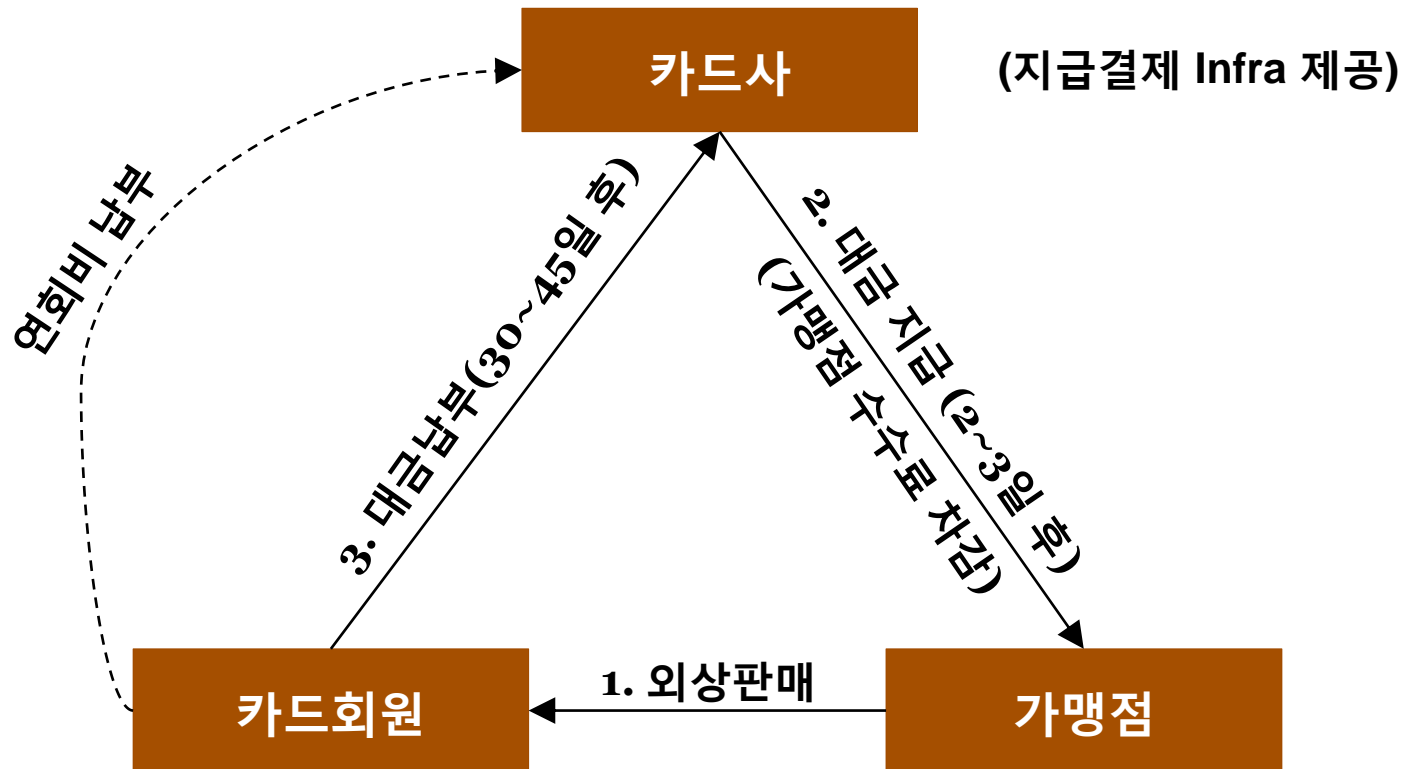 카드사
(지급결제 Infra 제공)
연회비 납부
3. 대금납부(30~45일 후)
2. 대금 지급 (2~3일 후)
(가맹점 수수료 차감)
1. 외상판매
카드회원
가맹점